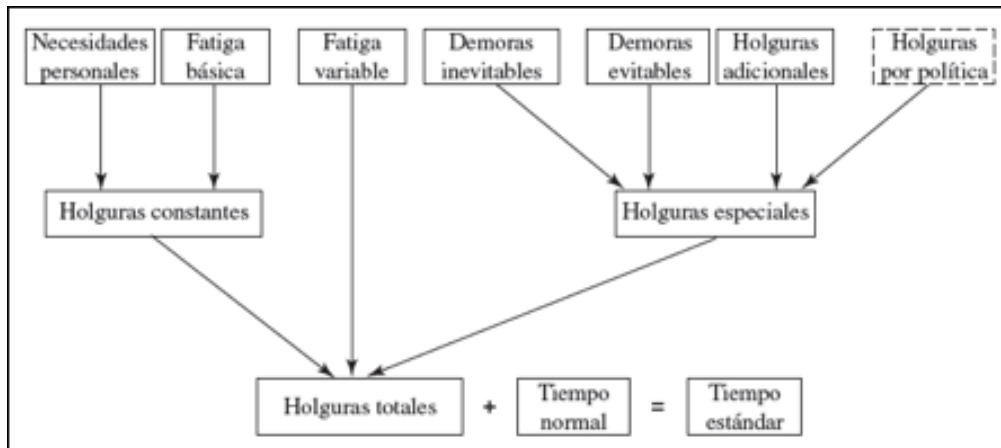 Necesidades
personales
Fatiga
básica
Fatiga
variable
Demoras
inevitables
Demoras
evitables
Holguras
adicionales
Holguras
por política
Holguras constantes
Holguras especiales
Holguras totales
+
Tiempo
normal
=
Tiempo
estándar